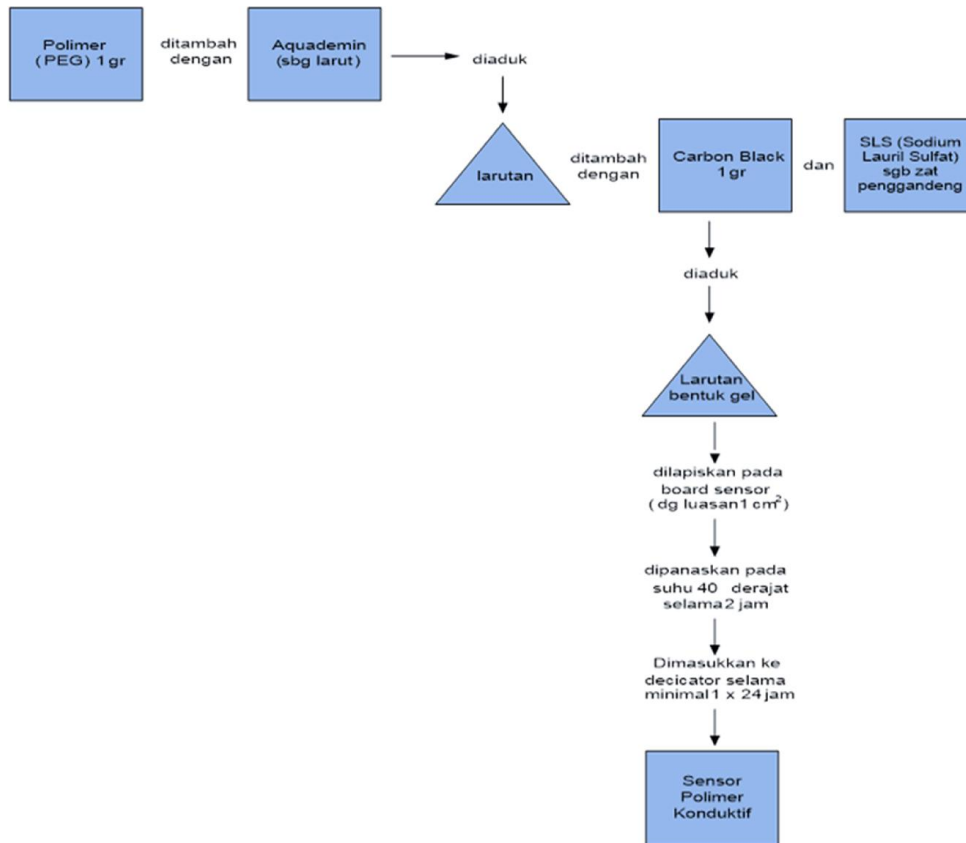 Polimer
(PEG) 1 gr
ditambah
dengan
Aquademin
(sbg larut)
diaduk
larutan
ditambah
dengan
Carbon Black
1 gr
dan
SLS (Sodium
Lauril Sulfat)
sgb zat
penggandeng
diaduk
Larutan
bentuk gel
dilapiskan pada
board sensor
(dg luasan 1 cm²)
dipanaskan pada
suhu 40 derajat
selama 2 jam
Dimasukkan ke
decicator selama
minimal 1 x 24 jam
Sensor
Polimer
Konduktif